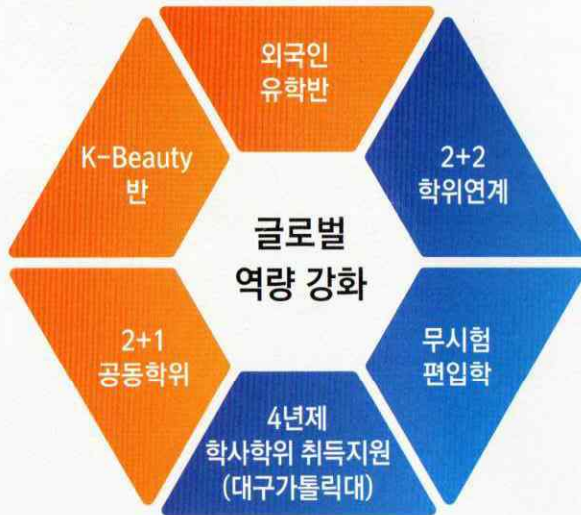 외국인
유학반
K-Beauty
반
2+2
학위연계
글로벌
역량 강화
2+1
공동학위
무시험
편입학
4년제
학사학위 취득지원
(대구가톨릭대)